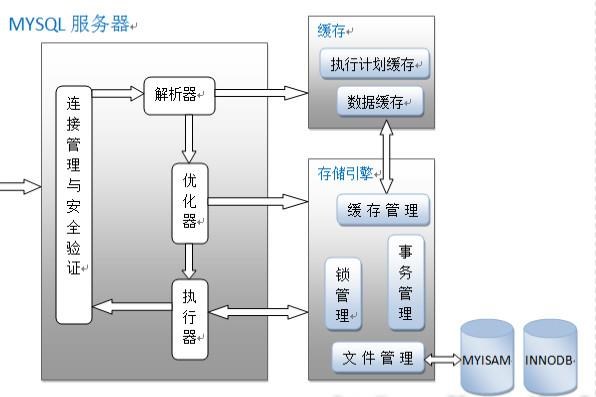 MYSQL 服务器
连接管理与安全验证
解析器
优化器
执行器
缓存
执行计划缓存
数据缓存
存储引擎
缓存管理
锁管理
事务管理
文件管理
MYISAM
INNODB